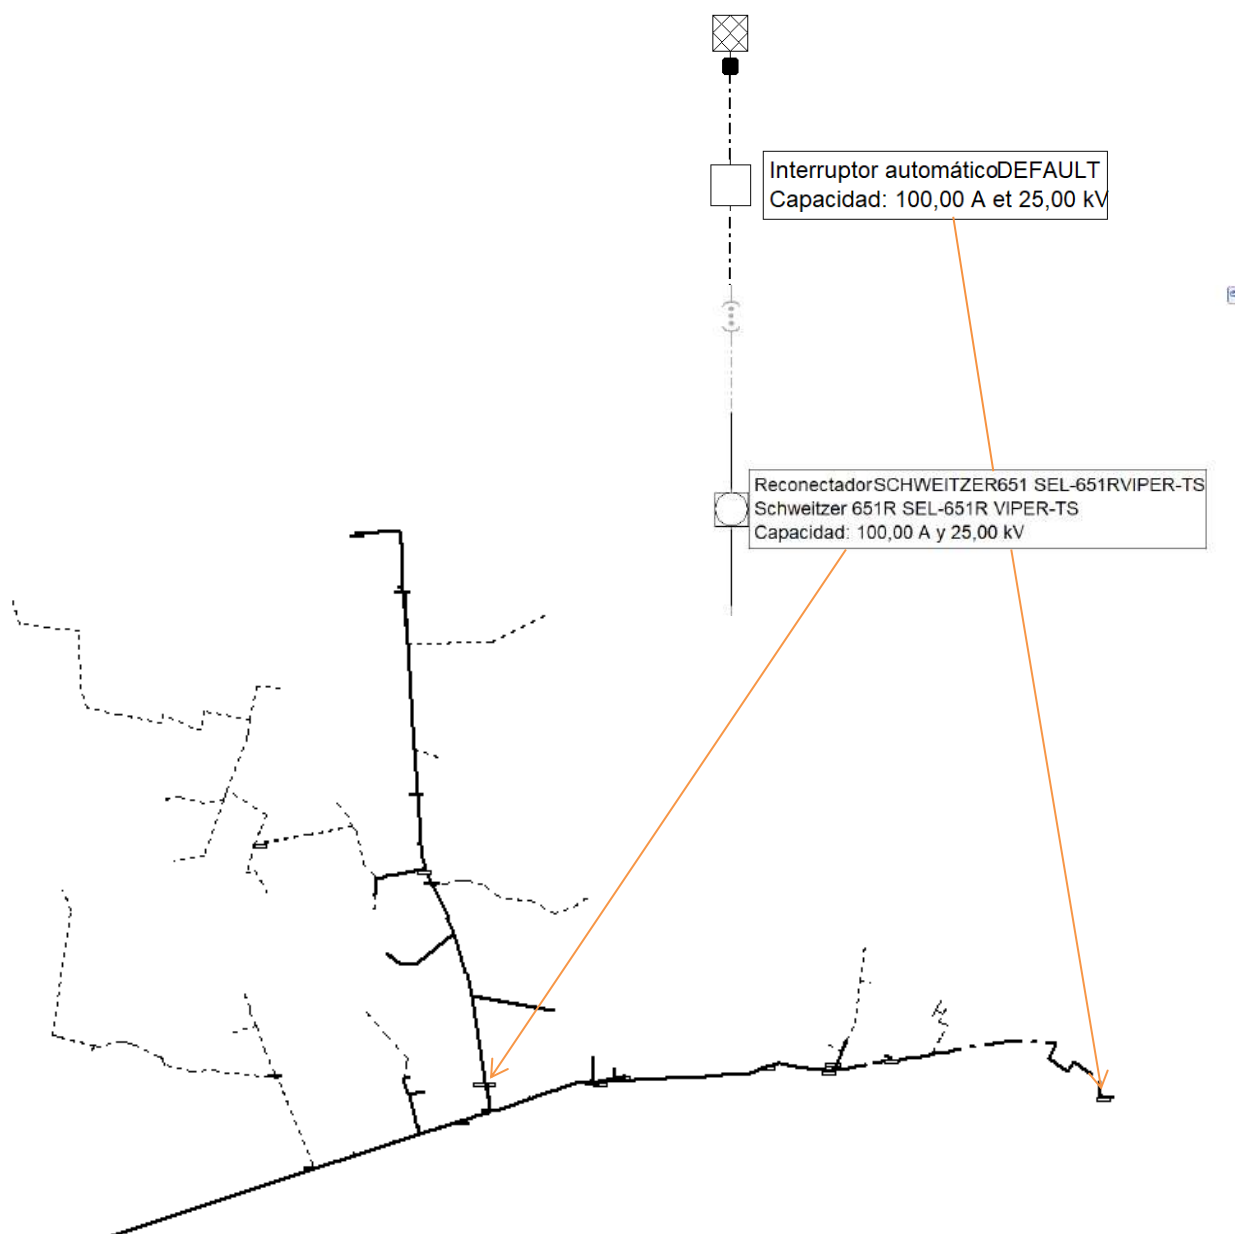 Interruptor automáticoDEFAULT
Capacidad: 100,00 A et 25,00 kV
ReconectadorSCHWEITZER651 SEL-651RVIPER-TS
Schweitzer 651R SEL-651R VIPER-TS
Capacidad: 100,00 A y 25,00 kV